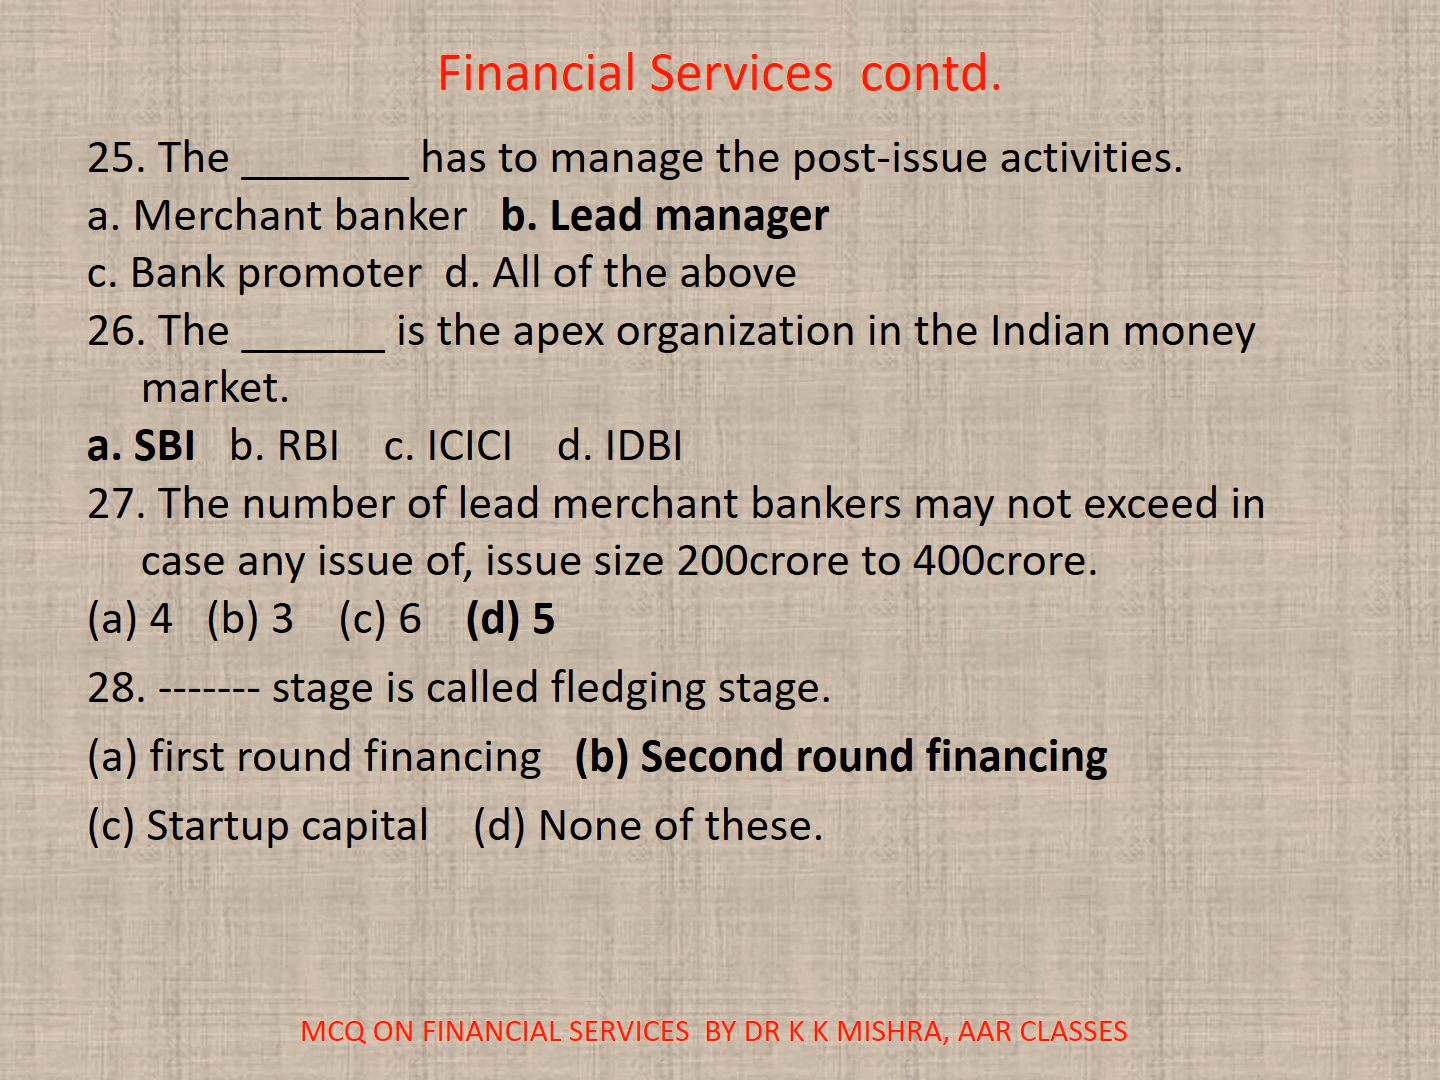 Financial Services  contd.
25. The _______ has to manage the post-issue activities.
a. Merchant banker   b. Lead manager
c. Bank promoter  d. All of the above
26. The ______ is the apex organization in the Indian money
market.
a. SBI   b. RBI    c. ICICI    d. IDBI
27. The number of lead merchant bankers may not exceed in
case any issue of, issue size 200crore to 400crore.
(a) 4   (b) 3    (c) 6    (d) 5
28. ------- stage is called fledging stage.
(a) first round financing   (b) Second round financing
(c) Startup capital    (d) None of these.
MCQ ON FINANCIAL SERVICES  BY DR K K MISHRA, AAR CLASSES